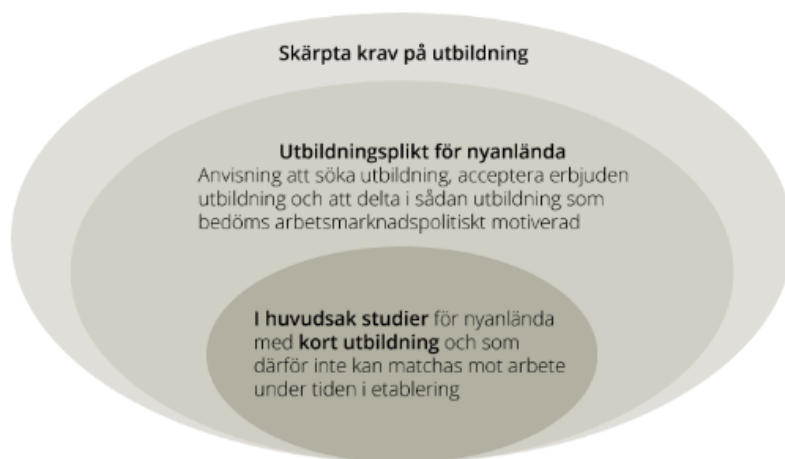 Skärpta krav på utbildning
Utbildningsplikt för nyanlända
Anvisning att söka utbildning, acceptera erbjuden
utbildning och att delta i sådan utbildning som
bedöms arbetsmarknadspolitiskt motiverad
I huvudsak studier för nyanlända
med kort utbildning och som
därför inte kan matchas mot arbete
under tiden i etablering